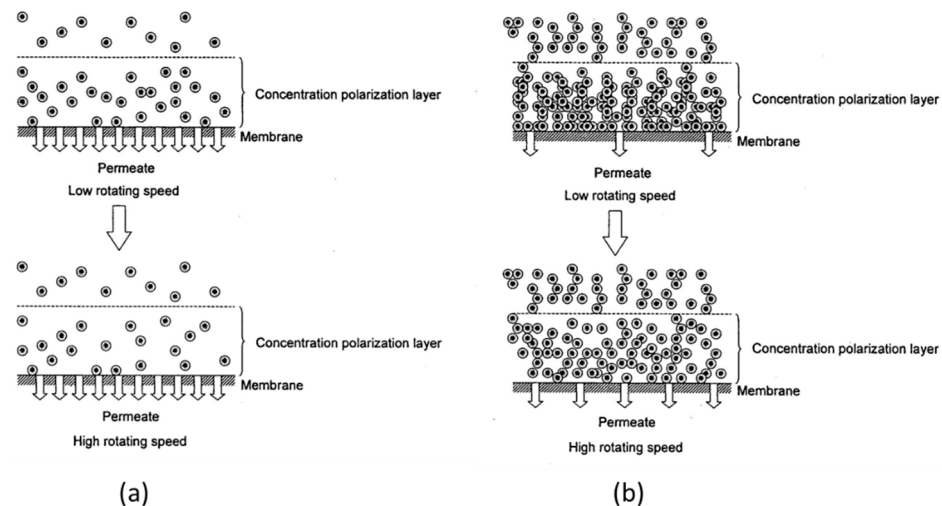 Concentration polarization layer
Membrane
Permeate
Low rotating speed
Concentration polarization layer
Membrane
Permeate
High rotating speed
(a)
Concentration polarization layer
Membrane
Permeate
Low rotating speed
Concentration polarization layer
Membrane
Permeate
High rotating speed
(b)